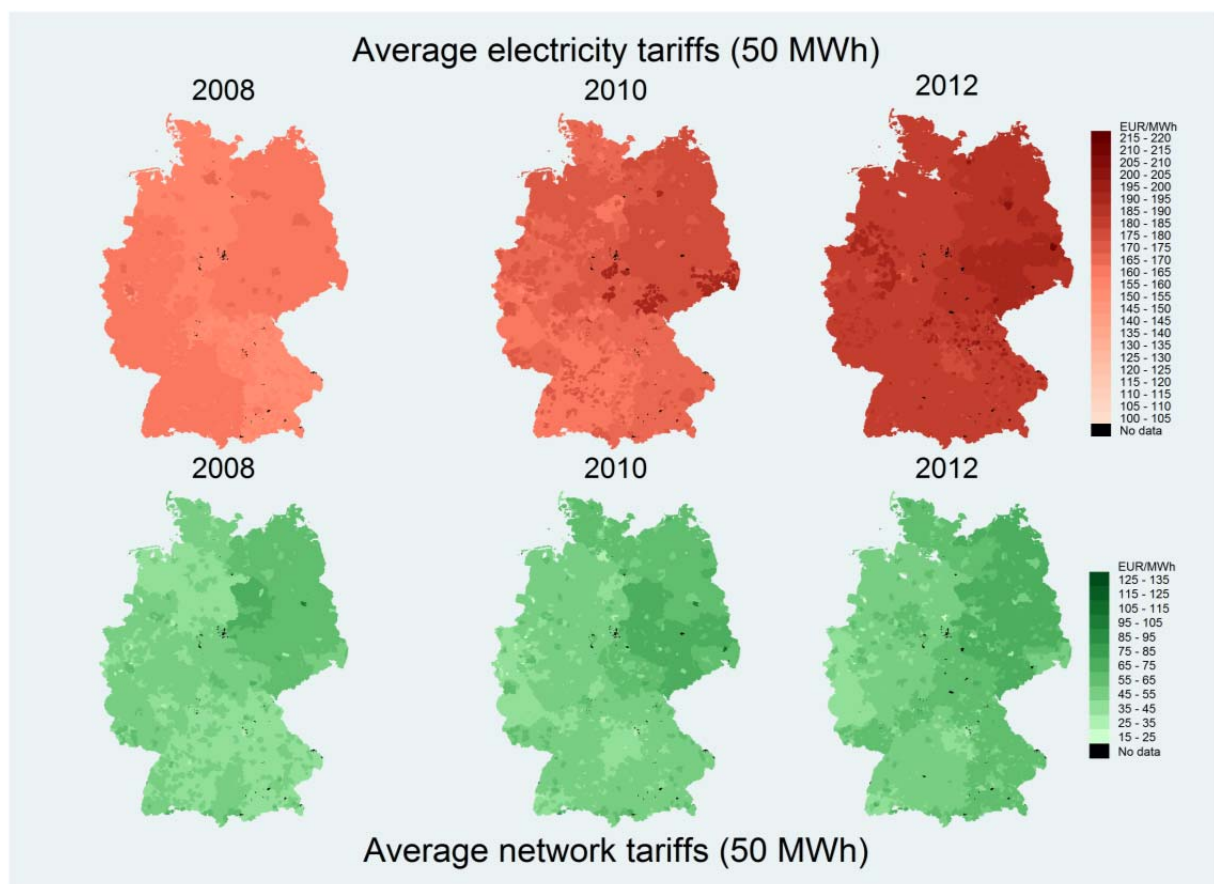 Average electricity tariffs (50 MWh)
2008
2010
2012
EUR/MWh
215 - 220
210 - 215
205 - 210
200 - 205
195 - 200
190 - 195
185 - 190
180 - 185
175 - 180
170 - 175
165 - 170
160 - 165
155 - 160
150 - 155
145 - 150
140 - 145
135 - 140
130 - 135
125 - 130
120 - 125
115 - 120
110 - 115
105 - 110
100 - 105
No data
2008
2010
2012
EUR/MWh
125 - 135
115 - 125
105 - 115
95 - 105
85 - 95
75 - 85
65 - 75
55 - 65
45 - 55
35 - 45
25 - 35
15 - 25
No data
Average network tariffs (50 MWh)